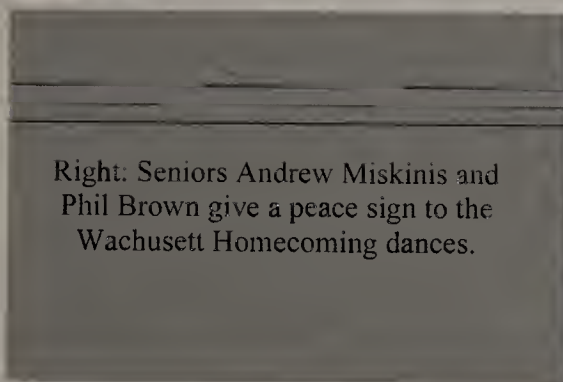 Right: Seniors Andrew Miskinis and
Phil Brown give a peace sign to the
Wachusett Homecoming dances.